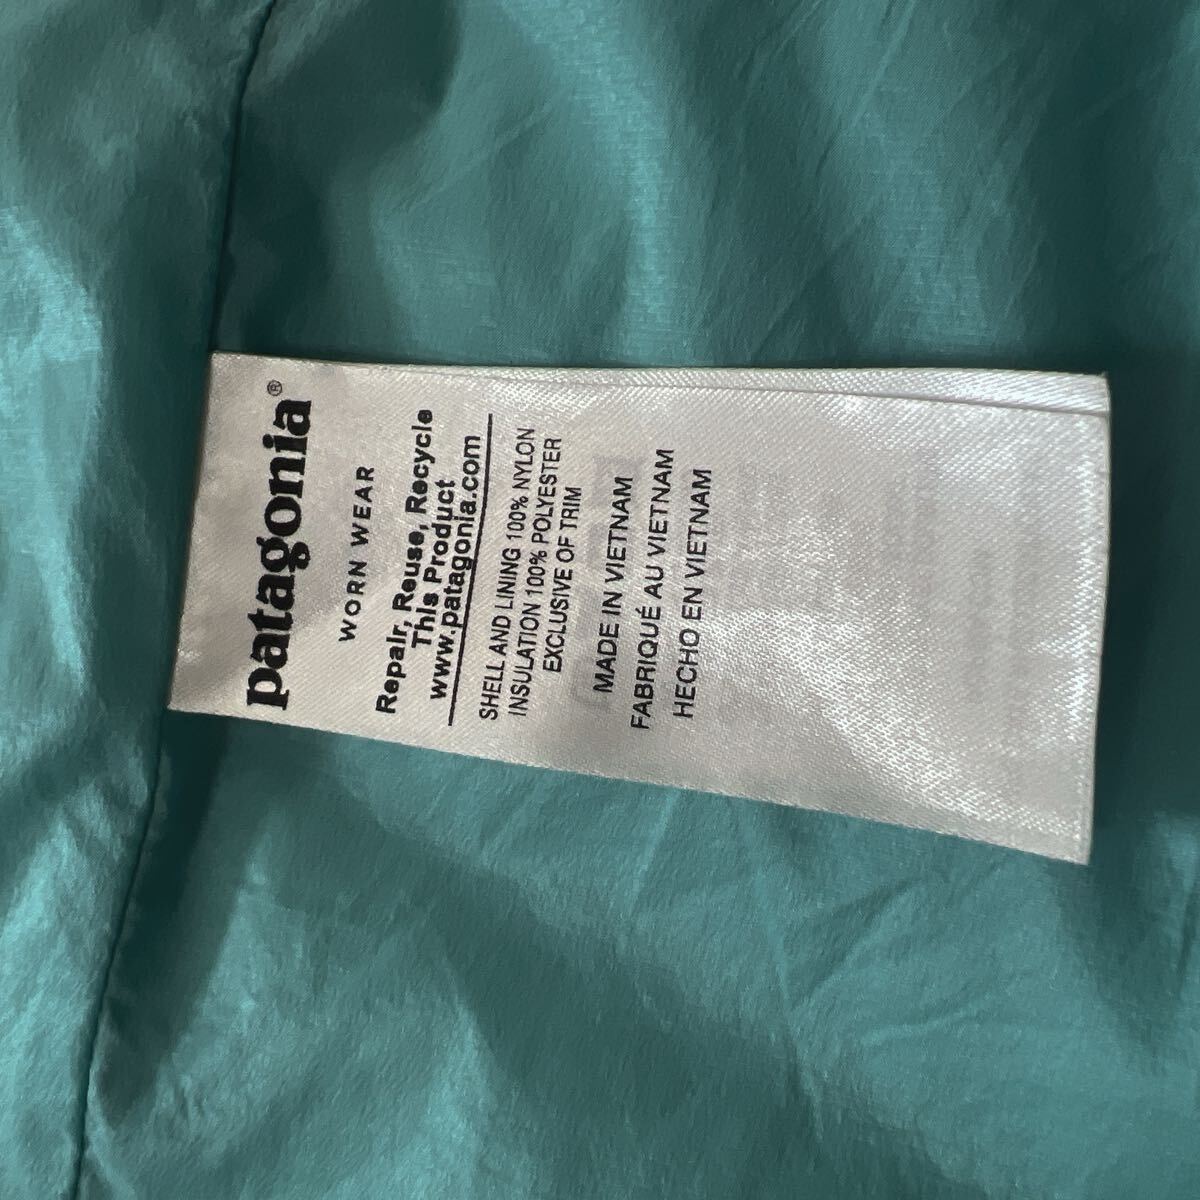 patagonia®
WORN WEAR
Repair, Reuse, Recycle
This Product
www.patagonia.com
SHELL AND LINING 100% NYLON
INSULATION 100% POLYESTER
EXCLUSIVE OF TRIM
MADE IN VIETNAM
FABRIQUÉ AU VIETNAM
HECHO EN VIETNAM